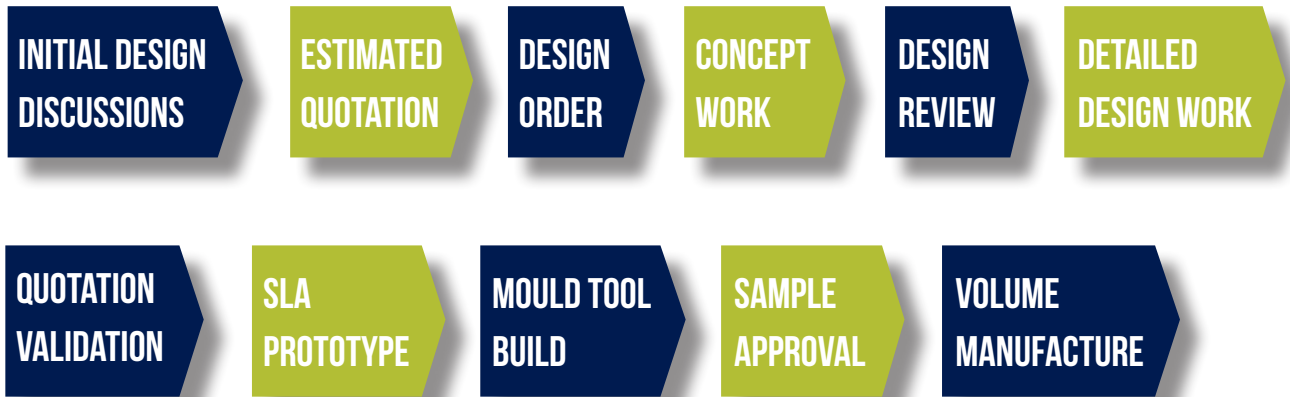 INITIAL DESIGN
DISCUSSIONS
ESTIMATED
QUOTATION
DESIGN
ORDER
CONCEPT
WORK
DESIGN
REVIEW
DETAILED
DESIGN WORK
QUOTATION
VALIDATION
SLA
PROTOTYPE
MOULD TOOL
BUILD
SAMPLE
APPROVAL
VOLUME
MANUFACTURE